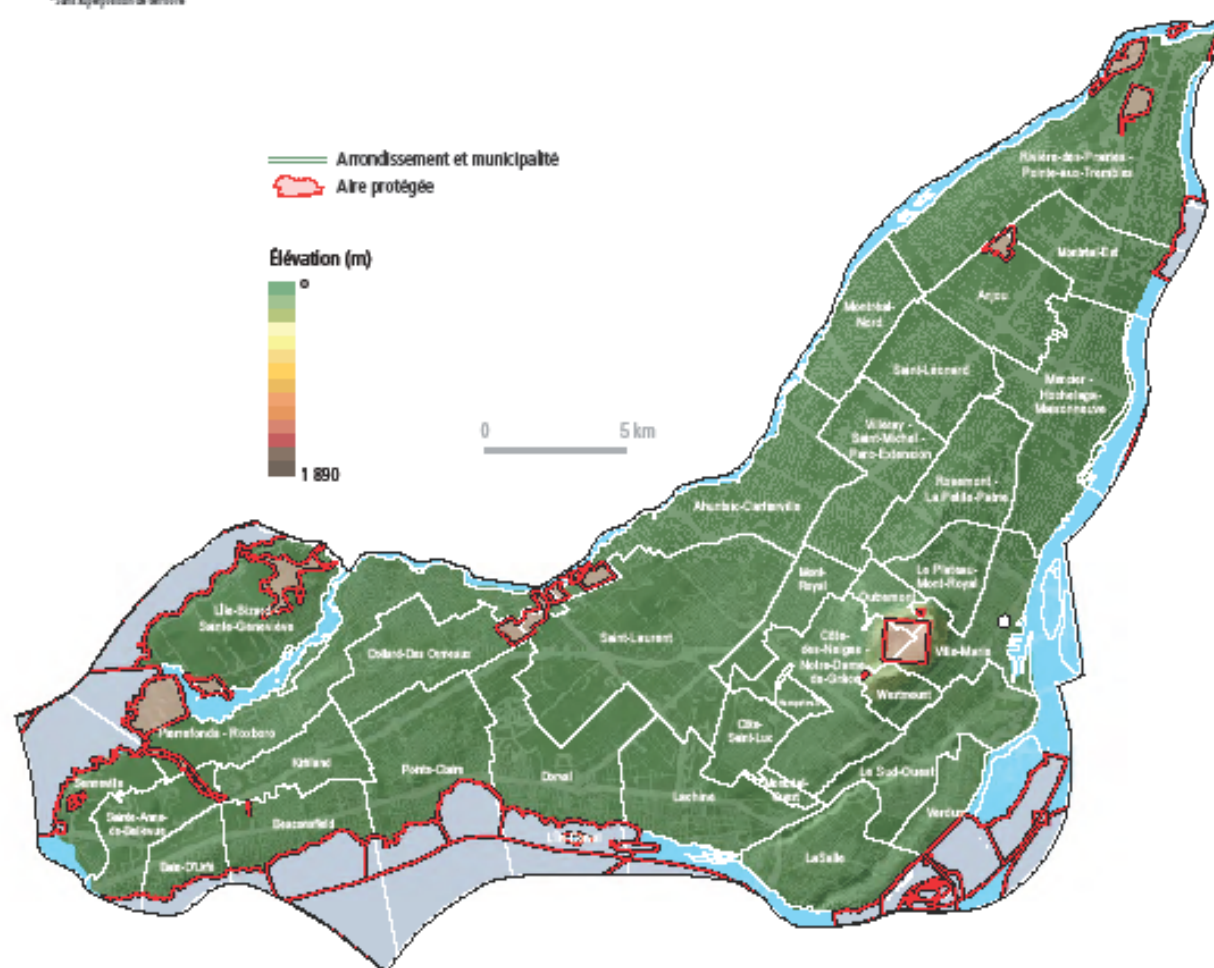 Arrondissement et municipalité
Aire protégée
Élévation (m)
0
1 890
0
5 km
Rivière-des-Prairies -
Pointe-aux-Trembles
Montréal-Est
Anjou
Montréal-
Nord
Saint-Léonard
Mercier -
Hochelaga-
Maisonneuve
Villeray -
Saint-Michel -
Parc-Extension
Rosemont -
La Petite-Patrie
Ahuntsic-Cartierville
Mont-
Royal
Le Plateau-
Mont-Royal
Outremont
L'Île-Bizard -
Sainte-Geneviève
Saint-Laurent
Côte-
des-Neiges -
Notre-Dame-
de-Grâce
Ville-Marie
Dollard-Des Ormeaux
Westmount
Pierrefonds - Roxboro
Côte-
Saint-Luc
Kirkland
Pointe-Claire
Dorval
Le Sud-Ouest
Senneville
Montréal-
Ouest
Lachine
Sainte-Anne-
de-Bellevue
Beaconsfield
Verdun
L'Île-Dorval
LaSalle
Baie-D'Urfé